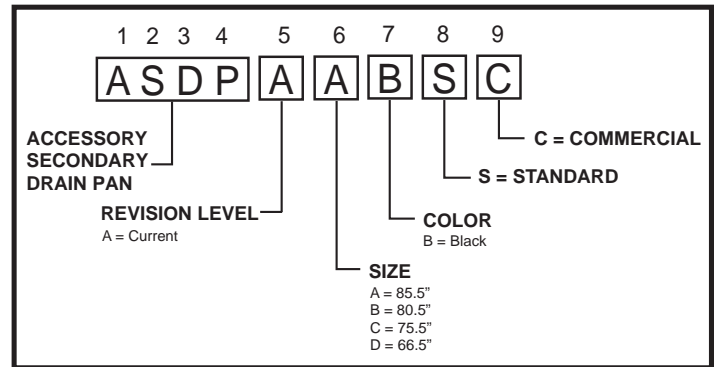 1 2 3 4 5 6 7 8 9
ASDP A A B S C
ACCESSORY
SECONDARY
DRAIN PAN
C = COMMERCIAL
S = STANDARD
REVISION LEVEL
A = Current
COLOR
B = Black
SIZE
A = 85.5”
B = 80.5”
C = 75.5”
D = 66.5”